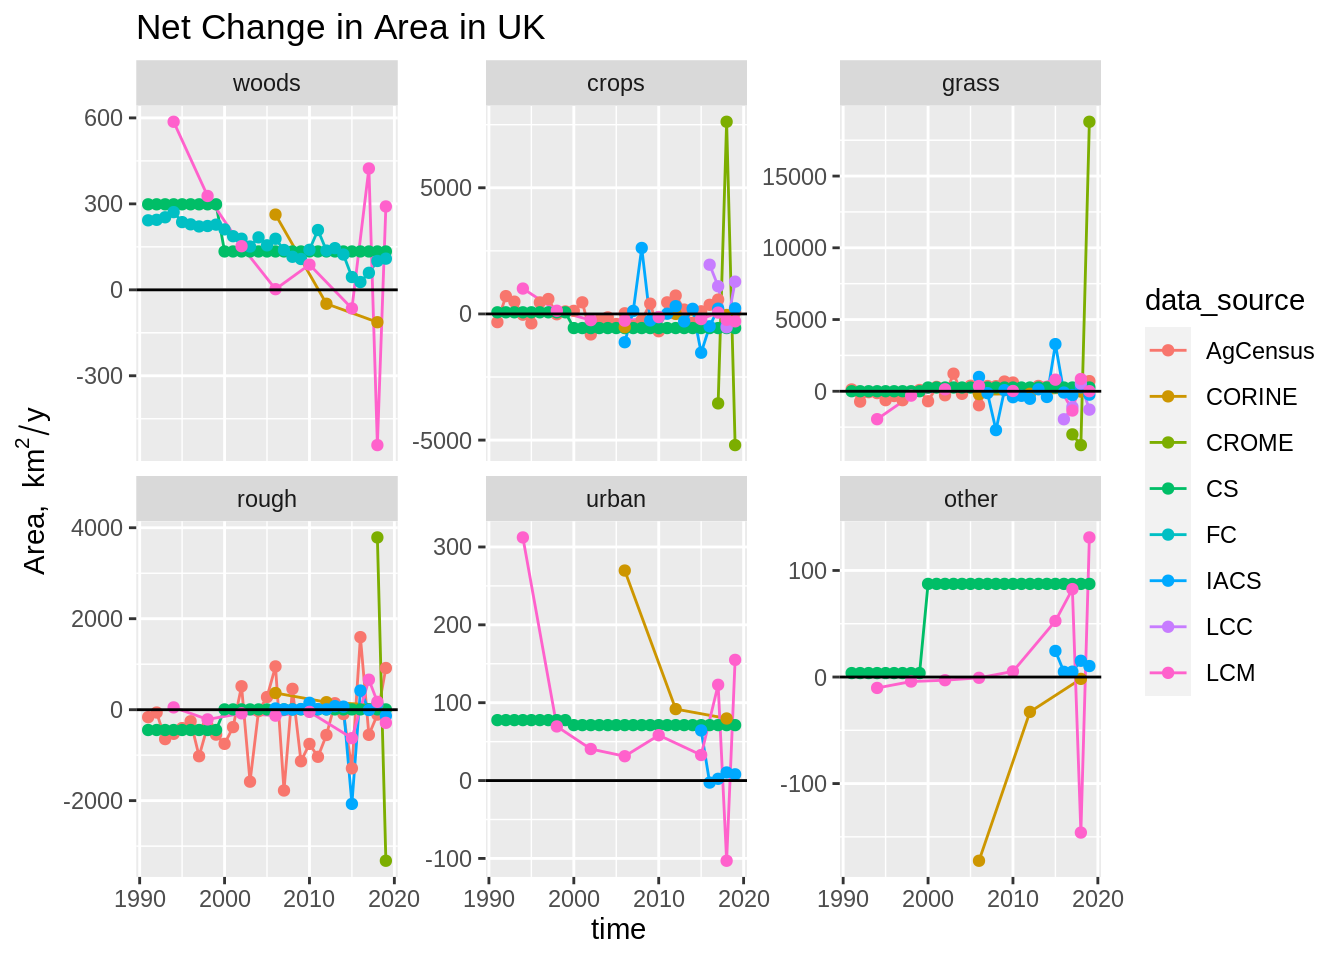 Net Change in Area in UK
woods crops grass
600
300
0
-300
5000
0
-5000
15000
10000
5000
0
rough urban other
4000
2000
0
-2000
300
200
100
0
-100
100
0
-100
1990 2000 2010 2020 1990 2000 2010 2020 1990 2000 2010 2020
time
Area, km²/y
data_source
AgCensus
CORINE
CROME
CS
FC
IACS
LCC
LCM